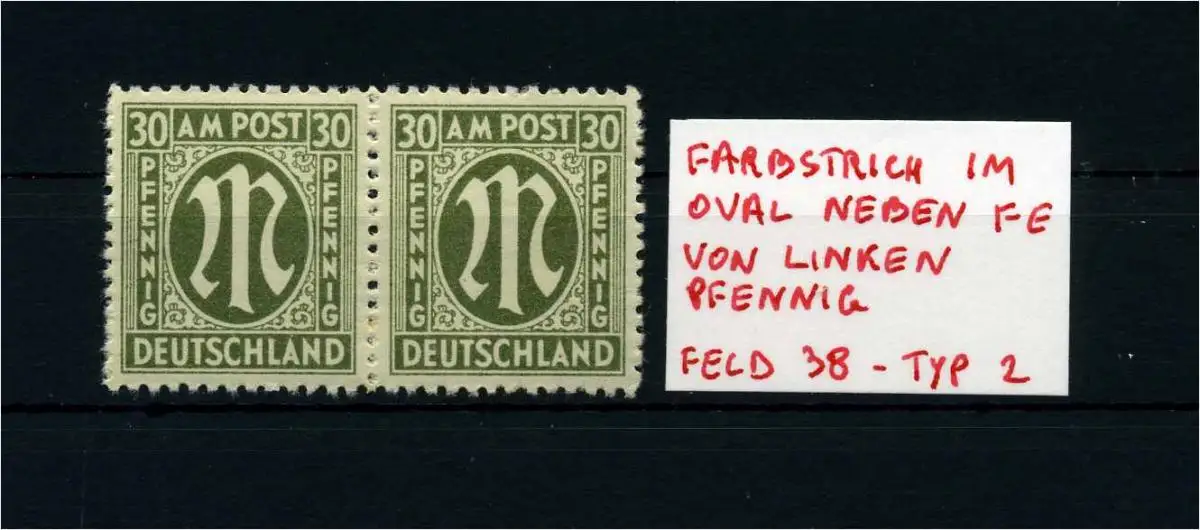 30 AM POST 30
PFENNIG
PFENNIG
M
DEUTSCHLAND
30 AM POST 30
PFENNIG
PFENNIG
M
DEUTSCHLAND
FARBSTRICH IM
OVAL NEBEN FE
VON LINKEN
PFENNIG
FELD 38 - TYP 2